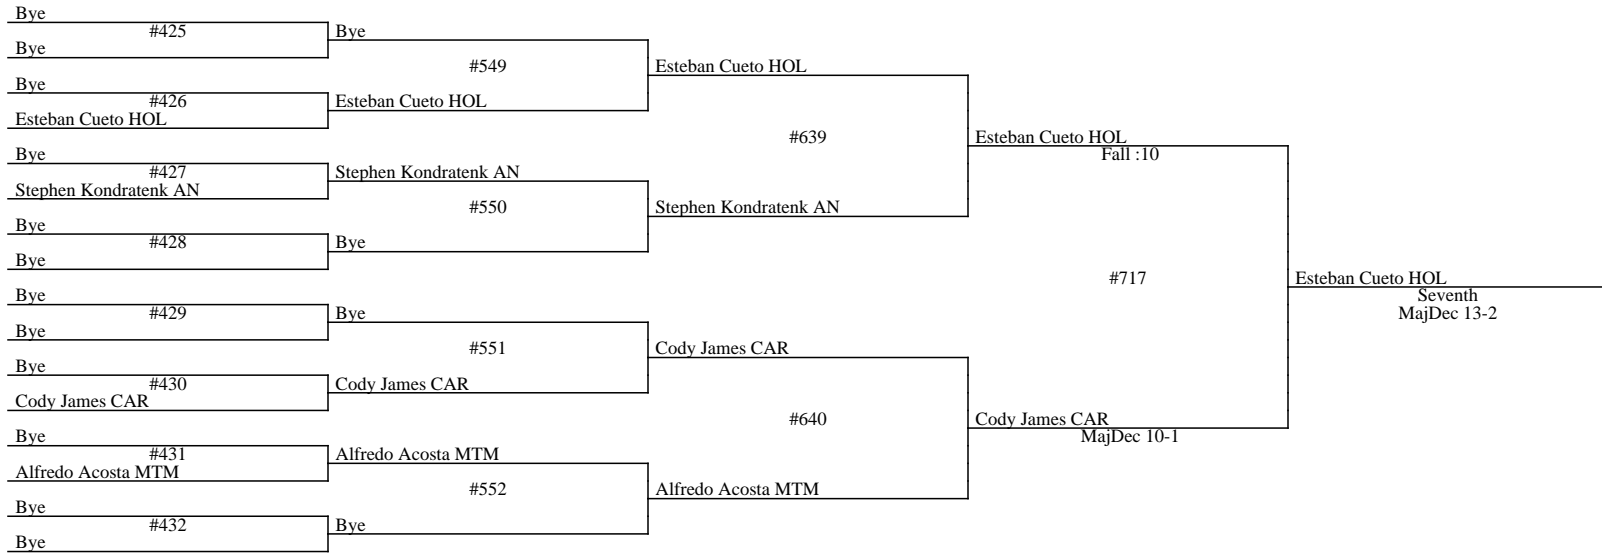 Bye
#425
Bye
Bye
#426
Esteban Cueto HOL
Bye
#427
Stephen Kondratenk AN
Bye
#428
Bye
Bye
#429
Bye
Bye
#430
Cody James CAR
Bye
#431
Alfredo Acosta MTM
Bye
#432
Bye
Bye
#549
Esteban Cueto HOL
Stephen Kondratenk AN
#550
Bye
Bye
#551
Cody James CAR
Alfredo Acosta MTM
#552
Bye
Esteban Cueto HOL
#639
Stephen Kondratenk AN
Cody James CAR
#640
Alfredo Acosta MTM
Esteban Cueto HOL
Fall :10
#717
Cody James CAR
MajDec 10-1
Esteban Cueto HOL
Seventh
MajDec 13-2